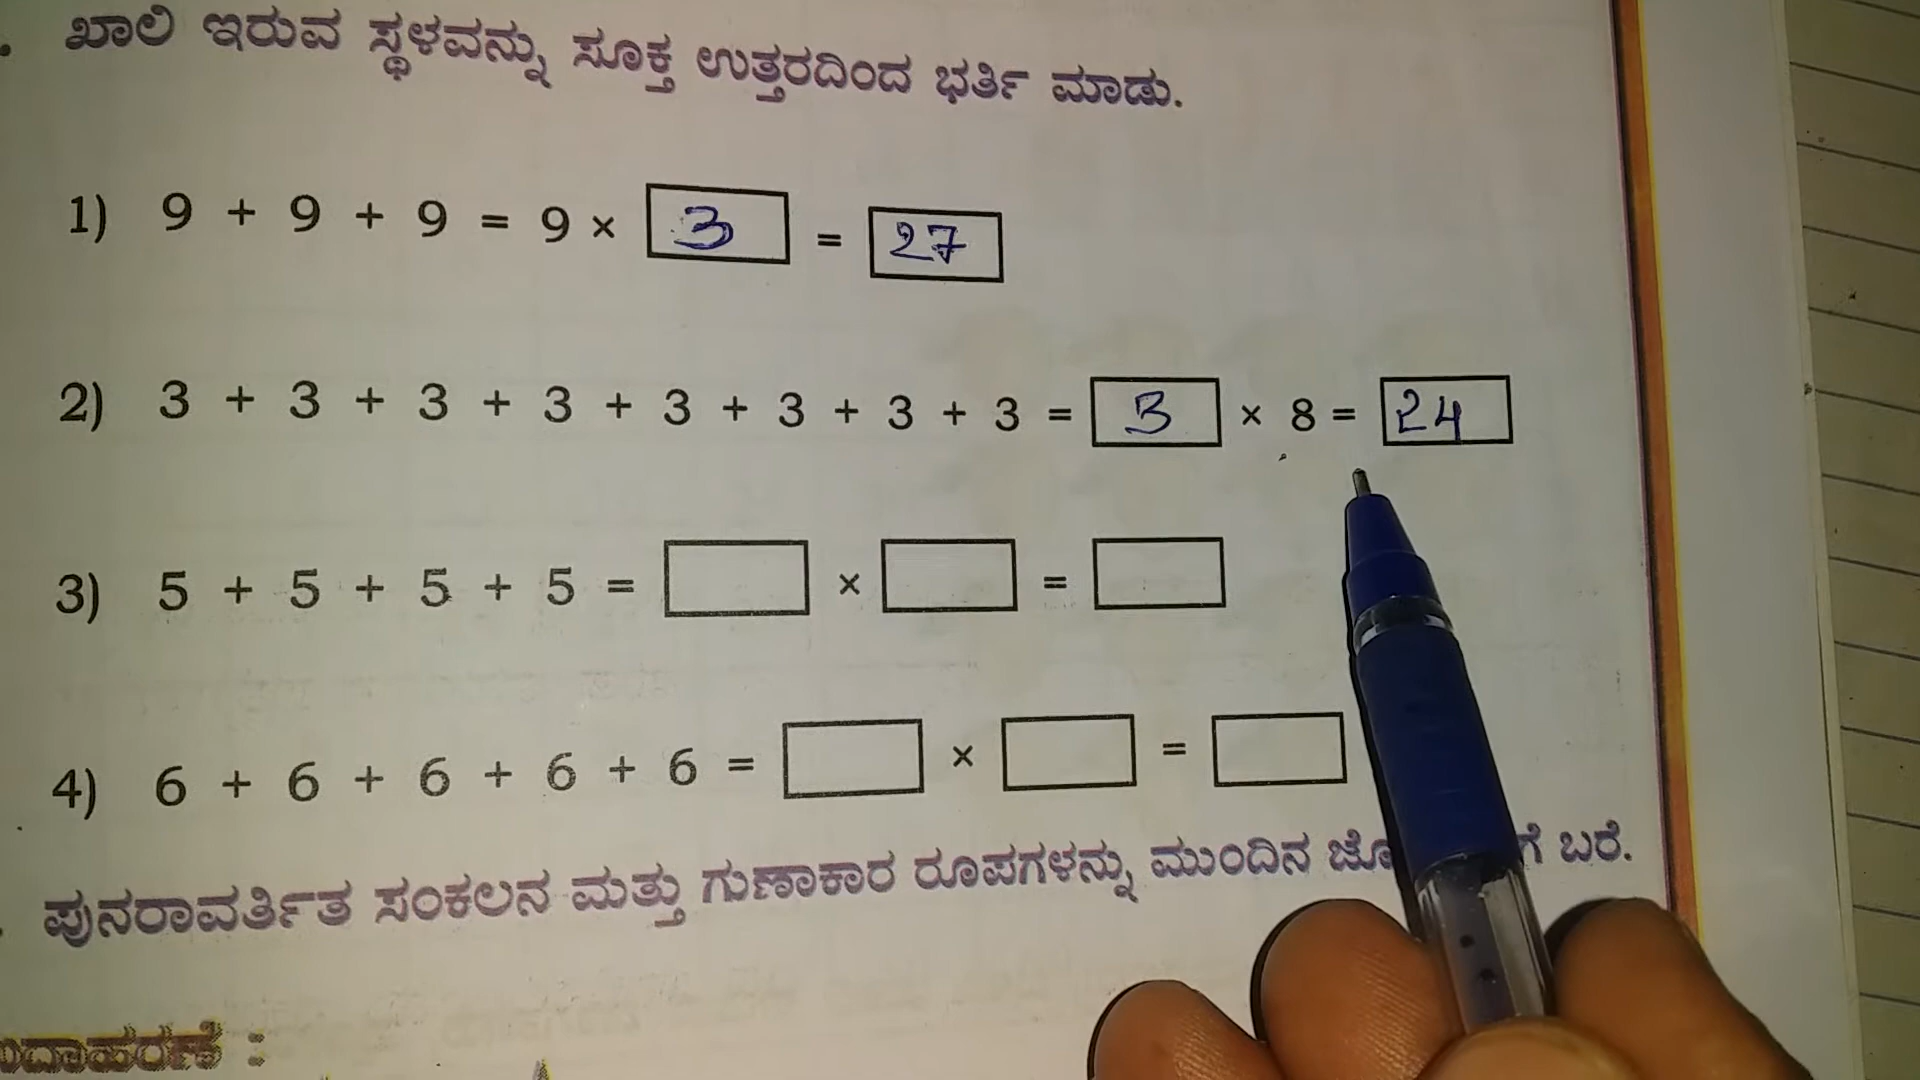 ಖಾಲಿ ಇರುವ ಸ್ಥಳವನ್ನು ಸೂಕ್ತ ಉತ್ತರದಿಂದ ಭರ್ತಿ ಮಾಡು.
1) 9 + 9 + 9 = 9 × 3 = 27
2) 3 + 3 + 3 + 3 + 3 + 3 + 3 + 3 = 3 × 8 = 24
3) 5 + 5 + 5 + 5 = × =
4) 6 + 6 + 6 + 6 + 6 = × =
ಪುನರಾವರ್ತಿತ ಸಂಕಲನ ಮತ್ತು ಗುಣಾಕಾರ ರೂಪಗಳನ್ನು ಮುಂದಿನ ಬರೆ.